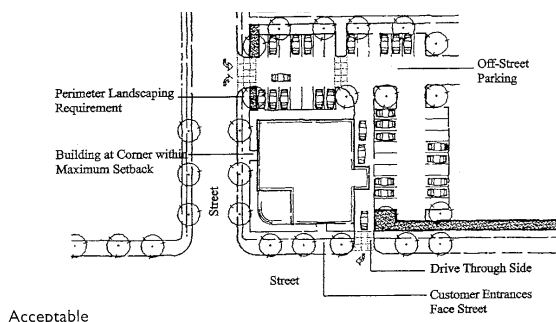 Off-Street
Parking
Perimeter Landscaping
Requirement
Building at Corner within
Maximum Setback
Street
Street
Drive Through Side
Customer Entrances
Face Street
Acceptable